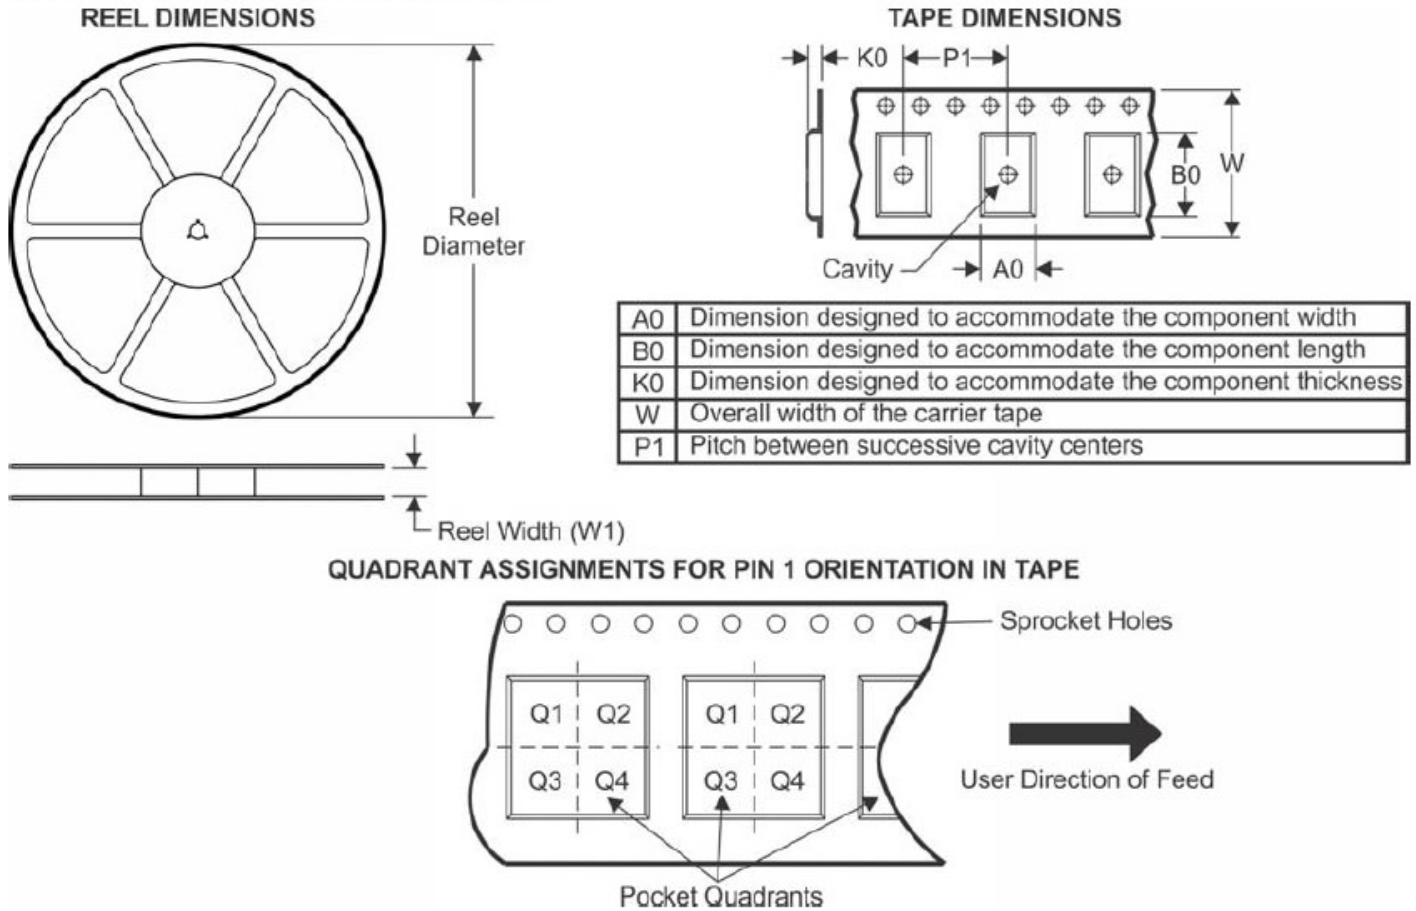 REEL DIMENSIONS
TAPE DIMENSIONS
K0
P1
Reel
Diameter
B0
W
Cavity
A0
A0 Dimension designed to accommodate the component width
B0 Dimension designed to accommodate the component length
K0 Dimension designed to accommodate the component thickness
W Overall width of the carrier tape
P1 Pitch between successive cavity centers
Reel Width (W1)
QUADRANT ASSIGNMENTS FOR PIN 1 ORIENTATION IN TAPE
Sprocket Holes
Q1 Q2 Q1 Q2
Q3 Q4 Q3 Q4
User Direction of Feed
Pocket Quadrants